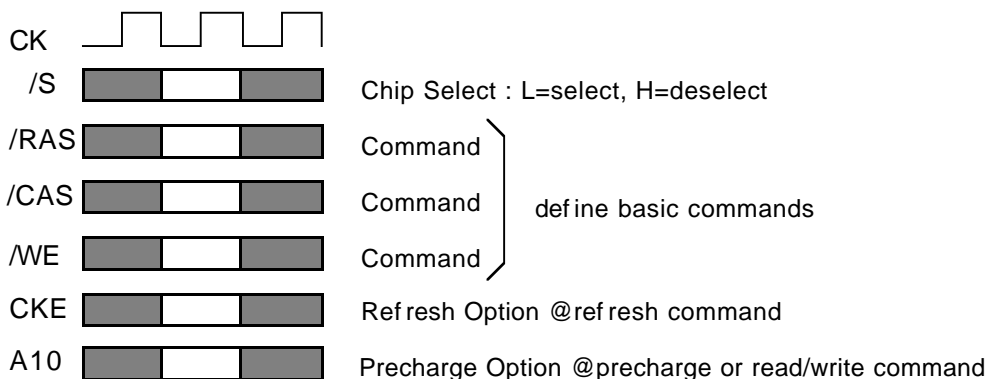 CK
/S Chip Select : L=select, H=deselect
/RAS Command
/CAS Command define basic commands
/WE Command
CKE Refresh Option @refresh command
A10 Precharge Option @precharge or read/write command